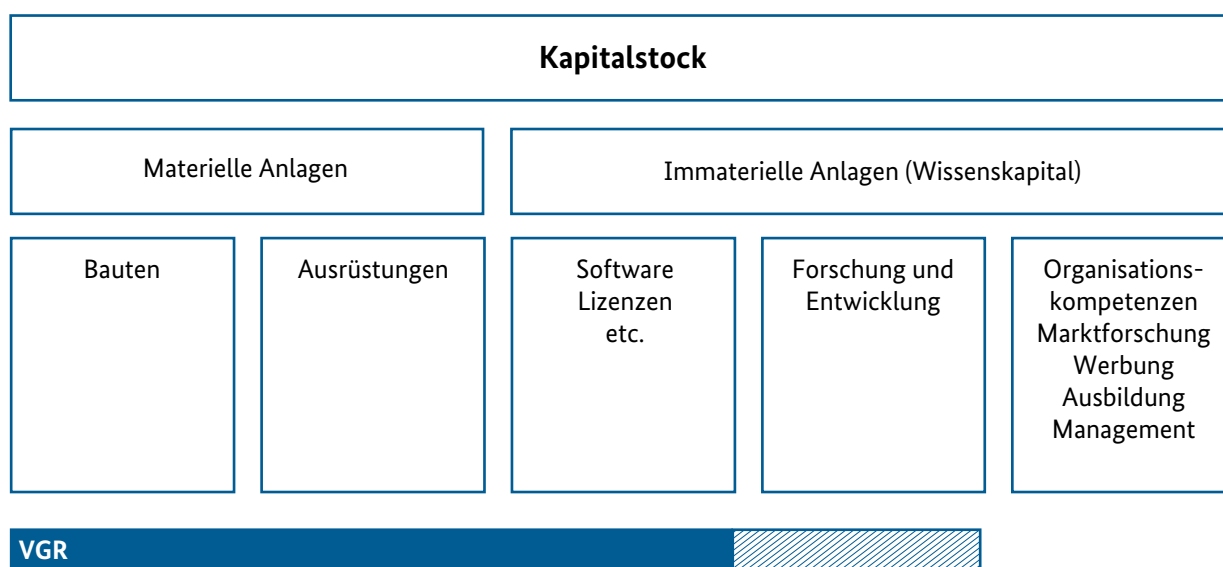 Kapitalstock
Materielle Anlagen
Immaterielle Anlagen (Wissenskapital)
Bauten
Ausrüstungen
Software
Lizenzen
etc.
Forschung und
Entwicklung
Organisations-
kompetenzen
Marktforschung
Werbung
Ausbildung
Management
VGR